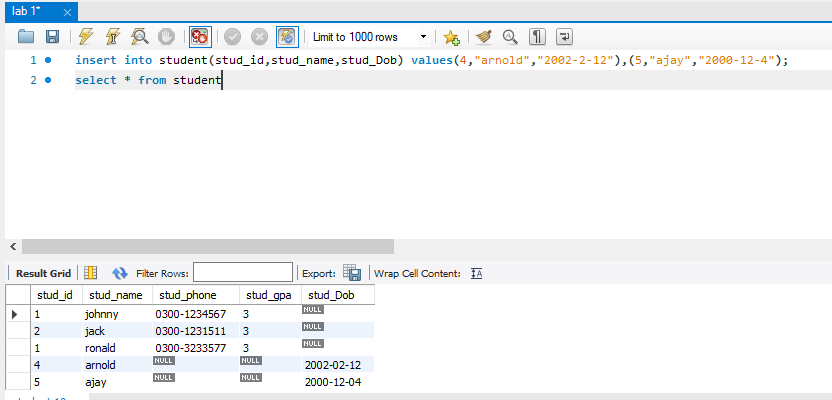 lab 1*
Limit to 1000 rows
1 insert into student(stud_id,stud_name,stud_Dob) values(4,"arnold","2002-2-12"),(5,"ajay","2000-12-4");
2 select * from student
Result Grid Filter Rows: Export: Wrap Cell Content:
stud_id stud_name stud_phone stud_gpa stud_Dob
1 johnny 0300-1234567 3 NULL
2 jack 0300-1231511 3 NULL
1 ronald 0300-3233577 3 NULL
4 arnold NULL NULL 2002-02-12
5 ajay NULL NULL 2000-12-04